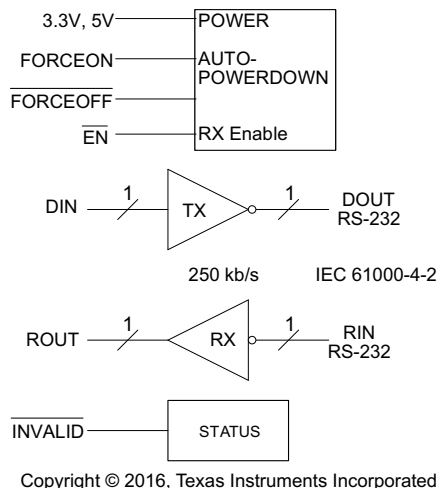 3.3V, 5V POWER
FORCEON AUTO-
POWERDOWN
FORCEOFF
EN RX Enable
DIN 1 TX 1 DOUT
RS-232
250 kb/s IEC 61000-4-2
ROUT 1 RX 1 RIN
RS-232
INVALID STATUS
Copyright © 2016, Texas Instruments Incorporated